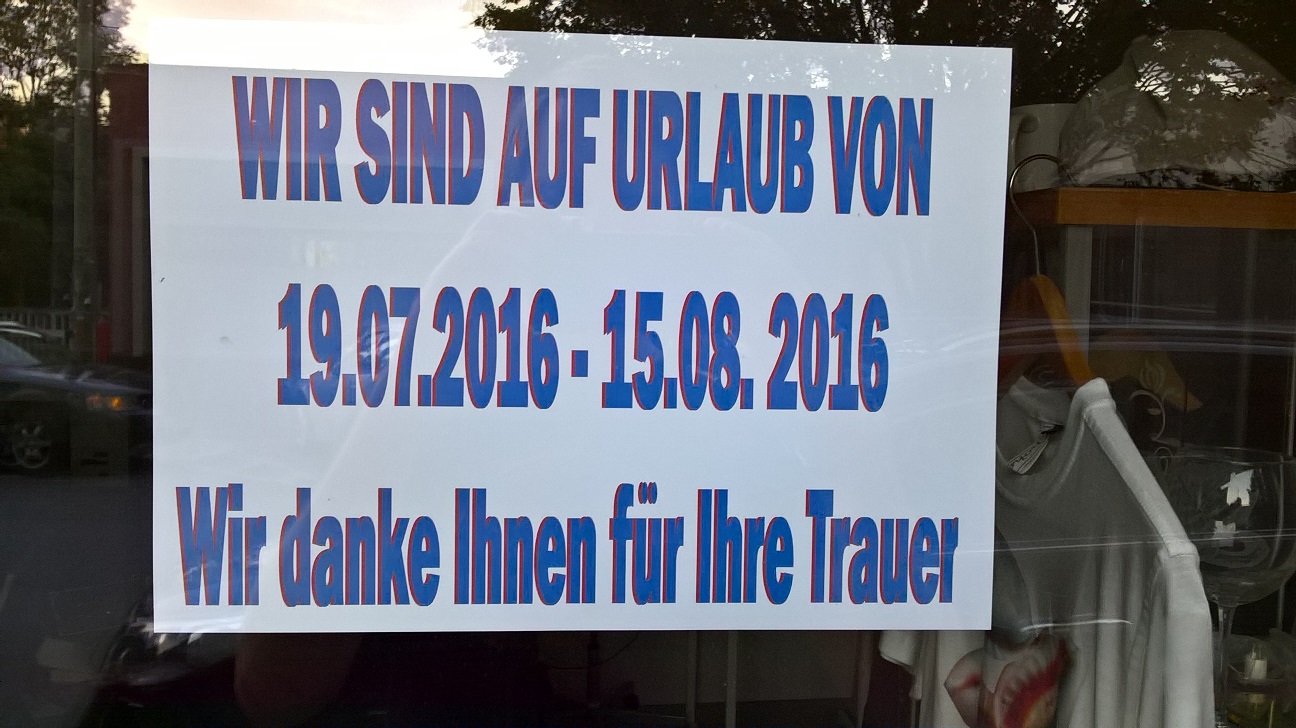 WIR SIND AUF URLAUB VON
19.07.2016 - 15.08. 2016
Wir danke Ihnen für Ihre Trauer